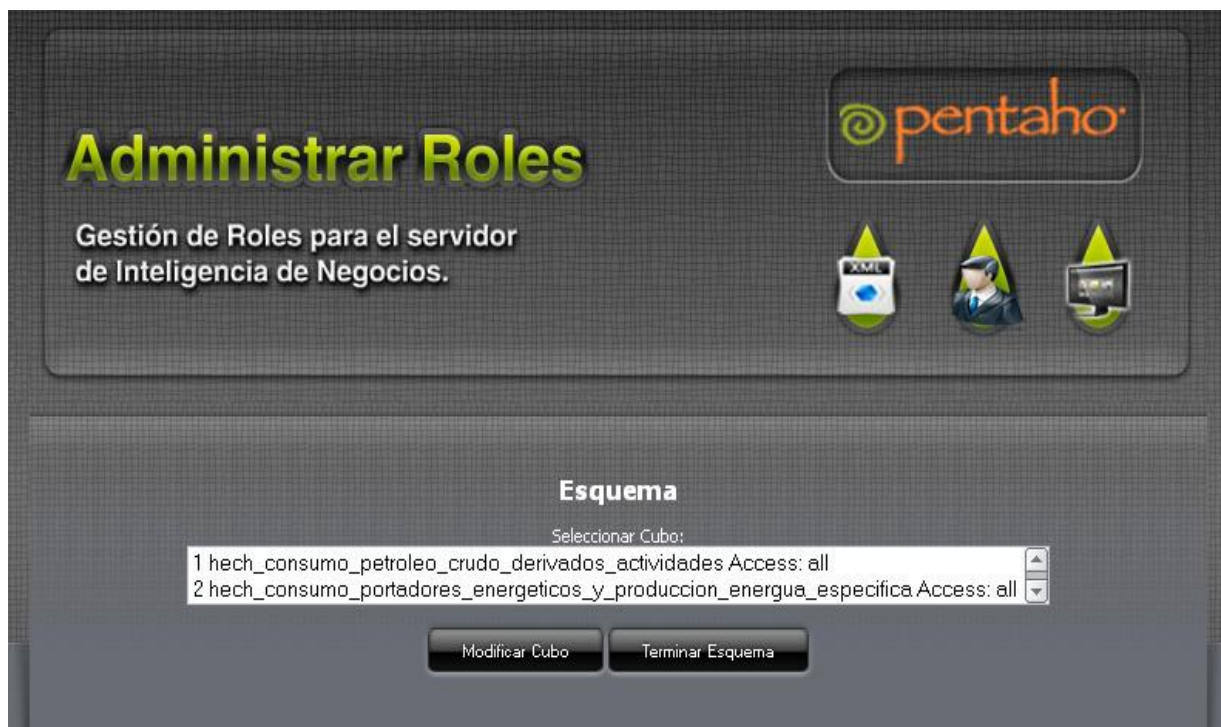 pentaho
Administrar Roles
Gestión de Roles para el servidor
de Inteligencia de Negocios.
XML
Esquema
Seleccionar Cubo:
1 hech_consumo_petroleo_crudo_derivados_actividades Access: all
2 hech_consumo_portadores_energeticos_y_produccion_energua_especifica Access: all
Modificar Cubo
Terminar Esquema